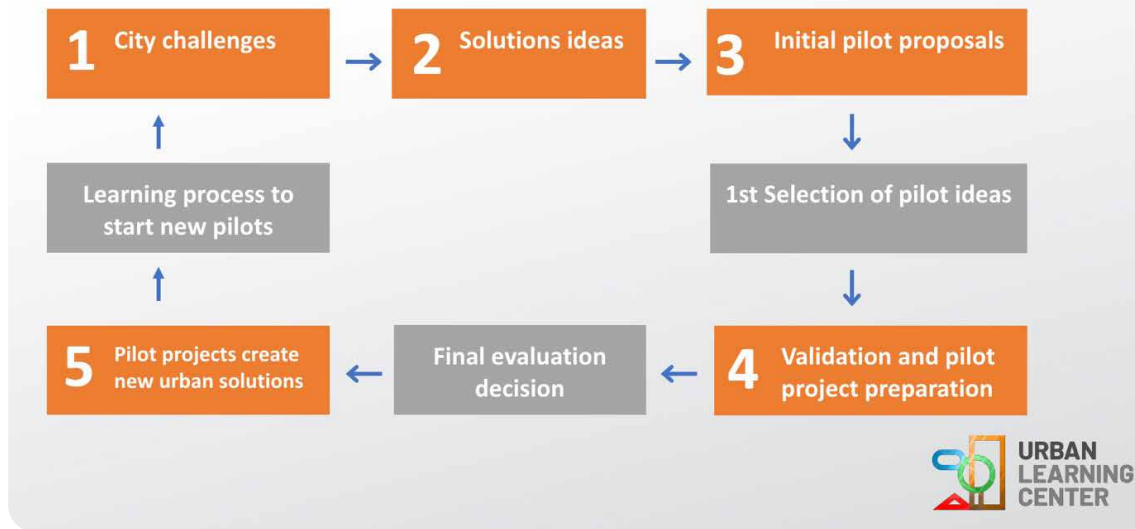 1 City challenges
2 Solutions ideas
3 Initial pilot proposals
1st Selection of pilot ideas
4 Validation and pilot
project preparation
Final evaluation
decision
5 Pilot projects create
new urban solutions
Learning process to
start new pilots
URBAN
LEARNING
CENTER